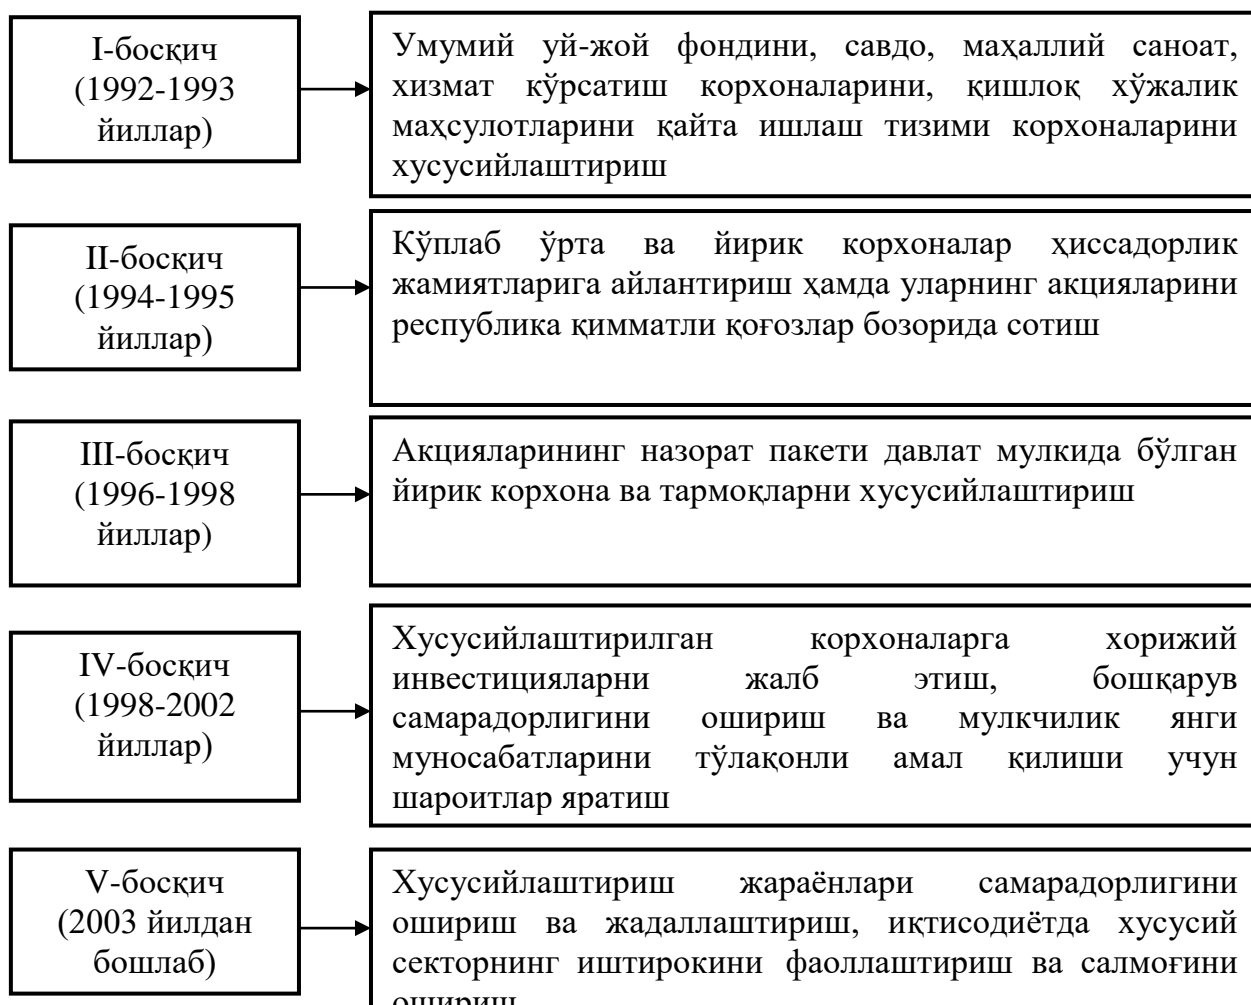 I-босқич
(1992-1993
йиллар)
Умумий уй-жой фондини, савдо, маҳаллий саноат,
хизмат кўрсатиш корхоналарини, қишлоқ хўжалик
маҳсулотларини қайта ишлаш тизими корхоналарини
хусусийлаштириш
II-босқич
(1994-1995
йиллар)
Кўплаб ўрта ва йирик корхоналар ҳиссадорлик
жамиятларига айлантириш ҳамда уларнинг акцияларини
республика қимматли қоғозлар бозорида сотиш
III-босқич
(1996-1998
йиллар)
Акцияларининг назорат пакети давлат мулкида бўлган
йирик корхона ва тармоқларни хусусийлаштириш
IV-босқич
(1998-2002
йиллар)
Хусусийлаштирилган корхоналарга хорижий
инвестицияларни жалб этиш, бошқарув
самарадорлигини ошириш ва мулкчилик янги
муносабатларини тўлақонли амал қилиши учун
шароитлар яратиш
V-босқич
(2003 йилдан
бошлаб)
Хусусийлаштириш жараёнлари самарадорлигини
ошириш ва жадаллаштириш, иқтисодиётда хусусий
секторнинг иштирокини фаоллаштириш ва салмоғини
ошириш